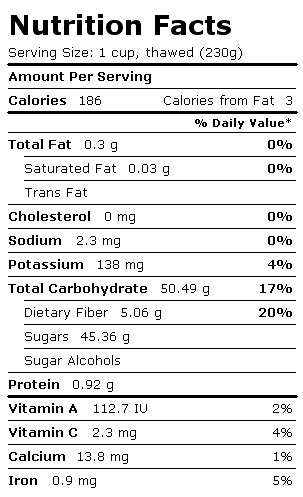 Nutrition Facts
Serving Size: 1 cup, thawed (230g)
Amount Per Serving
Calories 186 Calories from Fat 3
% Daily Value*
Total Fat 0.3 g 0%
Saturated Fat 0.03 g 0%
Trans Fat
Cholesterol 0 mg 0%
Sodium 2.3 mg 0%
Potassium 138 mg 4%
Total Carbohydrate 50.49 g 17%
Dietary Fiber 5.06 g 20%
Sugars 45.36 g
Sugar Alcohols
Protein 0.92 g
Vitamin A 112.7 IU 2%
Vitamin C 2.3 mg 4%
Calcium 13.8 mg 1%
Iron 0.9 mg 5%